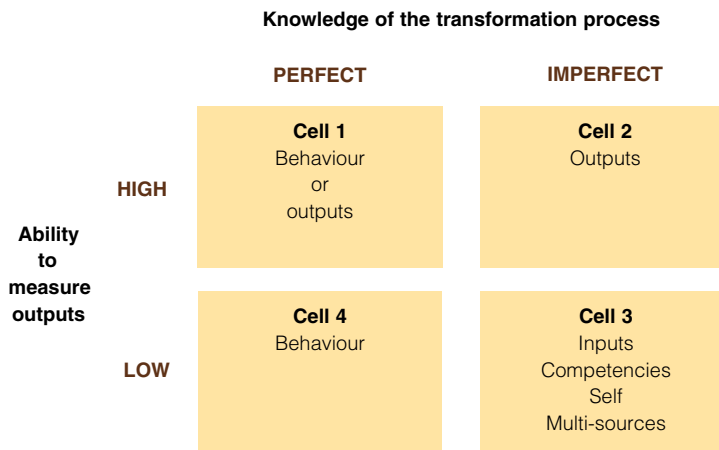 Knowledge of the transformation process
PERFECT
IMPERFECT
Cell 1
Behaviour
or
outputs
Cell 2
Outputs
HIGH
Ability
to
measure
outputs
Cell 4
Behaviour
Cell 3
Inputs
Competencies
Self
Multi-sources
LOW